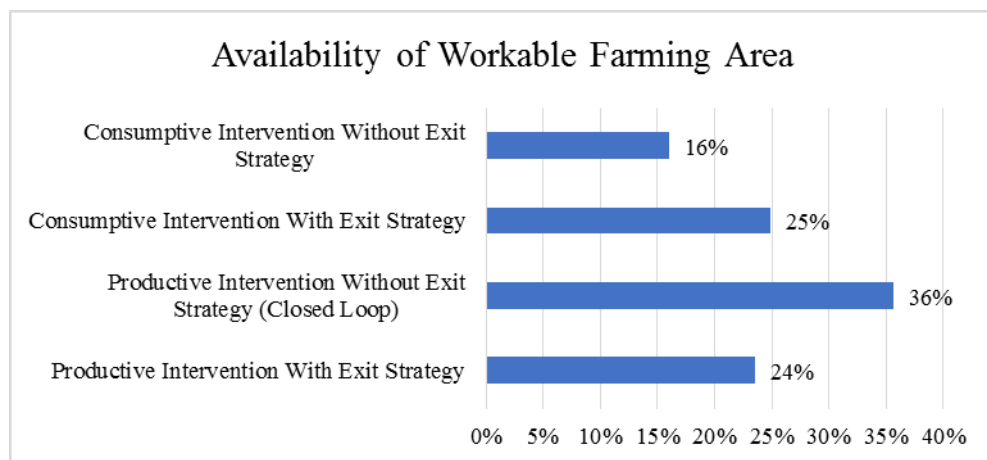 Availability of Workable Farming Area
Consumptive Intervention Without Exit
Strategy
16%
Consumptive Intervention With Exit Strategy
25%
Productive Intervention Without Exit
Strategy (Closed Loop)
36%
Productive Intervention With Exit Strategy
24%
0% 5% 10% 15% 20% 25% 30% 35% 40%